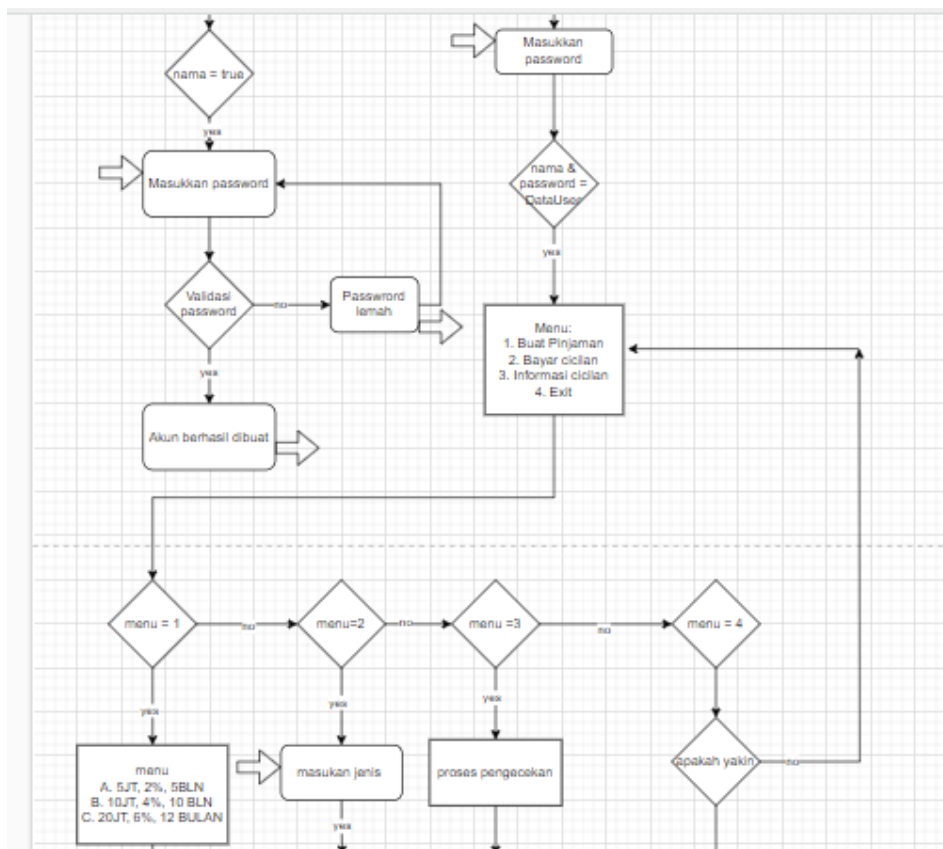 nama = true
yes
Masukkan password
Validasi
password
no
Passwrord
lemah
yes
Akun berhasil dibuat
Masukkan
password
nama &
password =
DataUser
yes
Menu:
1. Buat Pinjaman
2. Bayar cicilan
3. Informasi cicilan
4. Exit
menu = 1
no
menu=2
no
menu =3
no
menu = 4
yes
yes
yes
menu
A. 5JT, 2%, 5BLN
B. 10JT, 4%, 10 BLN
C. 20JT, 6%, 12 BULAN
masukan jenis
yes
proses pengecekan
apakah yakin
no